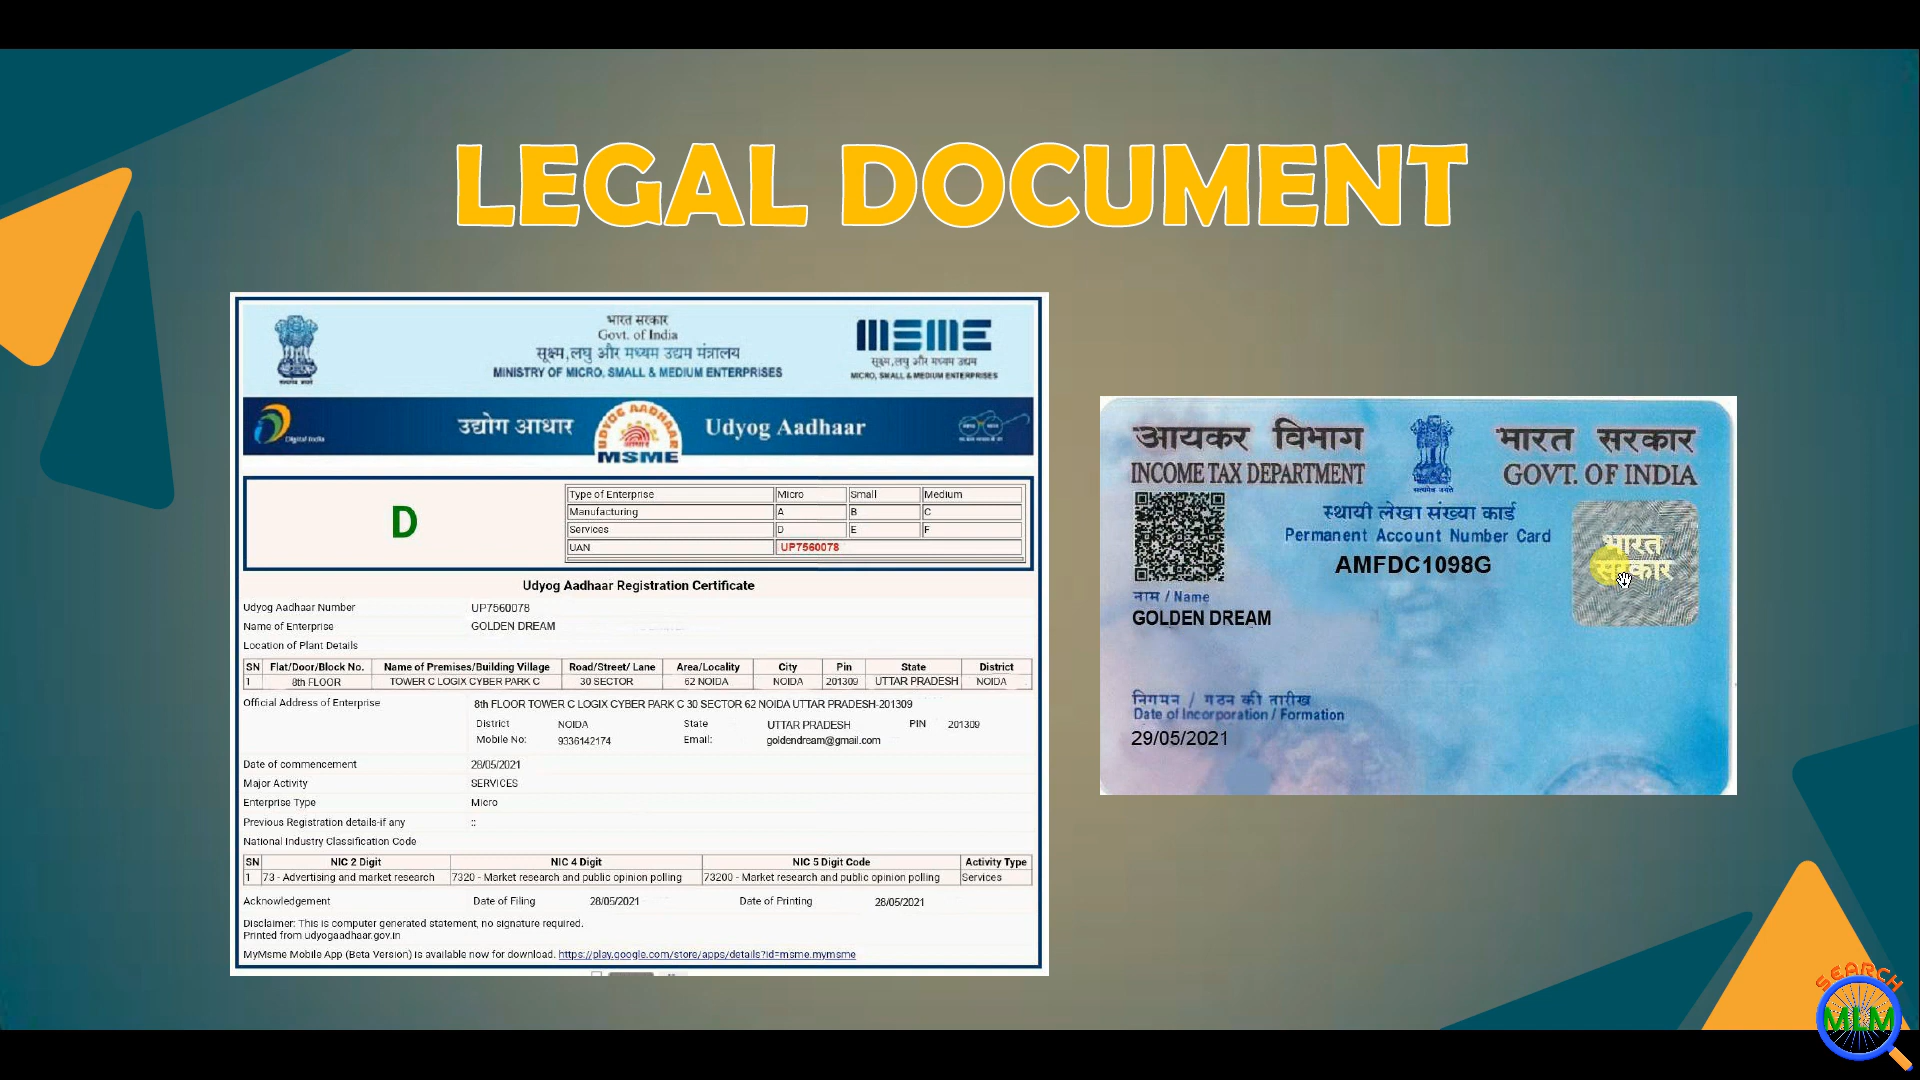 LEGAL DOCUMENT
भारत सरकार
Govt. of India
सूक्ष्म,लघु और मध्यम उद्यम मंत्रालय
MINISTRY OF MICRO, SMALL & MEDIUM ENTERPRISES
MSME
सूक्ष्म,लघु और मध्यम उद्यम
MICRO, SMALL & MEDIUM ENTERPRISES
Digital India
उद्योग आधार
UDYOG AADHAAR
MSME
Udyog Aadhaar
D
Type of Enterprise Micro Small Medium
Manufacturing A B C
Services D E F
UAN UP7560078
Udyog Aadhaar Registration Certificate
Udyog Aadhaar Number UP7560078
Name of Enterprise GOLDEN DREAM
Location of Plant Details
SN Flat/Door/Block No. Name of Premises/Building Village Road/Street/ Lane Area/Locality City Pin State District
1 8th FLOOR TOWER C LOGIX CYBER PARK C 30 SECTOR 62 NOIDA NOIDA 201309 UTTAR PRADESH NOIDA
Official Address of Enterprise 8th FLOOR TOWER C LOGIX CYBER PARK C 30 SECTOR 62 NOIDA UTTAR PRADESH-201309
District NOIDA State UTTAR PRADESH PIN 201309
Mobile No: 9336142174 Email: goldendream@gmail.com
Date of commencement 28/05/2021
Major Activity SERVICES
Enterprise Type Micro
Previous Registration details-if any ::
National Industry Classification Code
SN NIC 2 Digit NIC 4 Digit NIC 5 Digit Code Activity Type
1 73 - Advertising and market research 7320 - Market research and public opinion polling 73200 - Market research and public opinion polling Services
Acknowledgement Date of Filing 28/05/2021 Date of Printing 28/05/2021
Disclaimer: This is computer generated statement, no signature required.
Printed from udyogaadhaar.gov.in
MyMsme Mobile App (Beta Version) is available now for download. https://play.google.com/store/apps/details?id=msme.mymsme
आयकर विभाग भारत सरकार
INCOME TAX DEPARTMENT GOVT. OF INDIA
सत्यमेव जयते
स्थायी लेखा संख्या कार्ड
Permanent Account Number Card
AMFDC1098G
भारत
सरकार
नाम / Name
GOLDEN DREAM
निगमन / गठन की तारीख
Date of Incorporation / Formation
29/05/2021
SEARCH
MLM